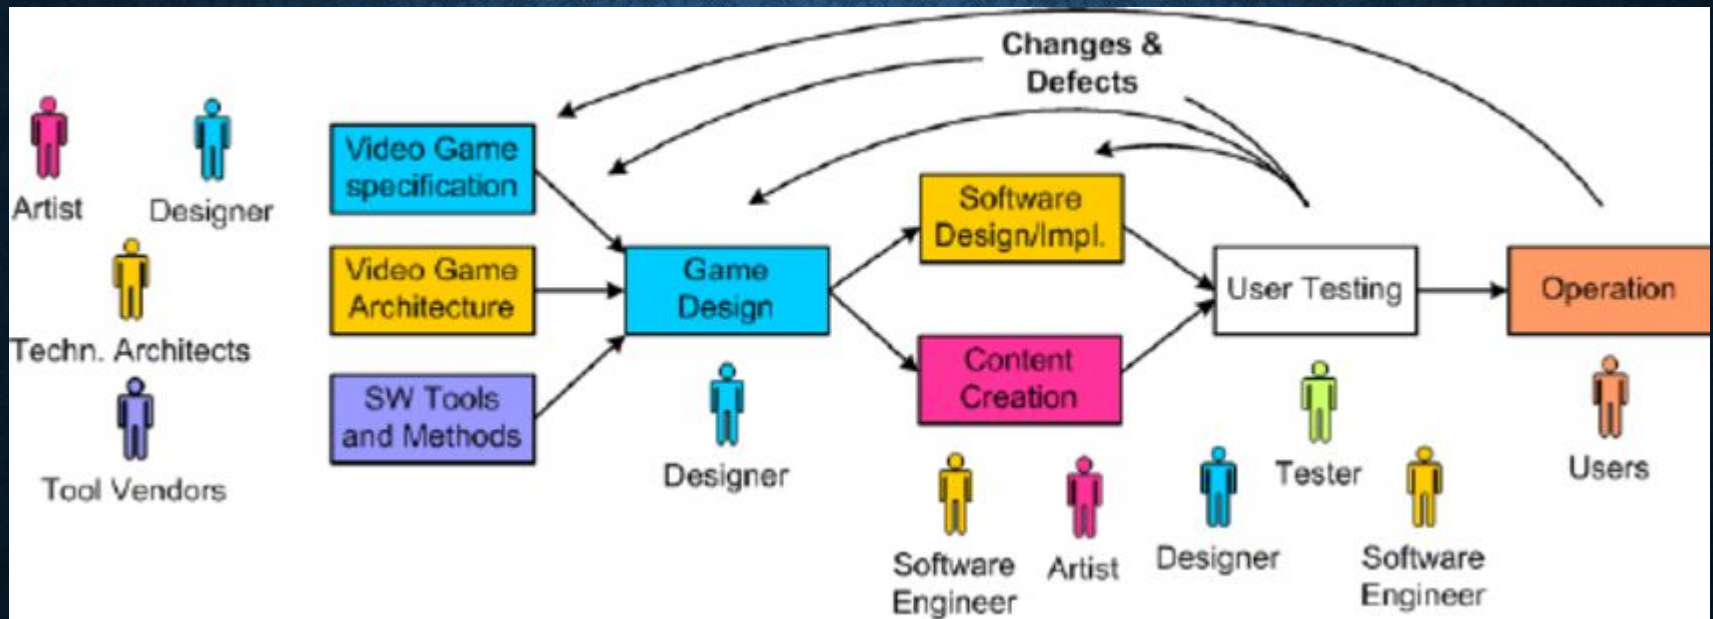 Changes &
Defects
Artist
Designer
Techn. Architects
Tool Vendors
Video Game
specification
Video Game
Architecture
SW Tools
and Methods
Game
Design
Designer
Software
Design/Impl.
Content
Creation
Software
Engineer
Artist
User Testing
Designer
Tester
Software
Engineer
Operation
Users